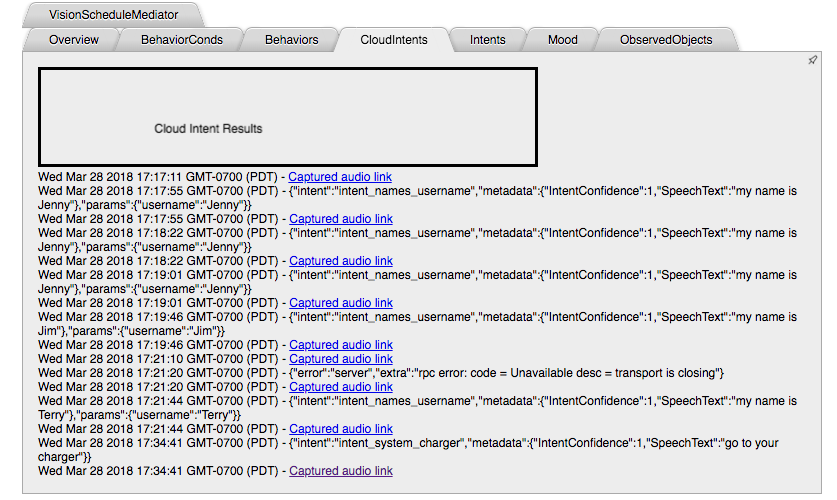 VisionScheduleMediator
Overview BehaviorConds Behaviors CloudIntents Intents Mood ObservedObjects
Cloud Intent Results
Wed Mar 28 2018 17:17:11 GMT-0700 (PDT) - Captured audio link
Wed Mar 28 2018 17:17:55 GMT-0700 (PDT) - {"intent":"intent_names_username","metadata":{"IntentConfidence":1,"SpeechText":"my name is
Jenny"},"params":{"username":"Jenny"}}
Wed Mar 28 2018 17:17:55 GMT-0700 (PDT) - Captured audio link
Wed Mar 28 2018 17:18:22 GMT-0700 (PDT) - {"intent":"intent_names_username","metadata":{"IntentConfidence":1,"SpeechText":"my name is
Jenny"},"params":{"username":"Jenny"}}
Wed Mar 28 2018 17:18:22 GMT-0700 (PDT) - Captured audio link
Wed Mar 28 2018 17:19:01 GMT-0700 (PDT) - {"intent":"intent_names_username","metadata":{"IntentConfidence":1,"SpeechText":"my name is
Jenny"},"params":{"username":"Jenny"}}
Wed Mar 28 2018 17:19:01 GMT-0700 (PDT) - Captured audio link
Wed Mar 28 2018 17:19:46 GMT-0700 (PDT) - {"intent":"intent_names_username","metadata":{"IntentConfidence":1,"SpeechText":"my name is
Jim"},"params":{"username":"Jim"}}
Wed Mar 28 2018 17:19:46 GMT-0700 (PDT) - Captured audio link
Wed Mar 28 2018 17:21:10 GMT-0700 (PDT) - Captured audio link
Wed Mar 28 2018 17:21:20 GMT-0700 (PDT) - {"error":"server","extra":"rpc error: code = Unavailable desc = transport is closing"}
Wed Mar 28 2018 17:21:20 GMT-0700 (PDT) - Captured audio link
Wed Mar 28 2018 17:21:44 GMT-0700 (PDT) - {"intent":"intent_names_username","metadata":{"IntentConfidence":1,"SpeechText":"my name is
Terry"},"params":{"username":"Terry"}}
Wed Mar 28 2018 17:21:44 GMT-0700 (PDT) - Captured audio link
Wed Mar 28 2018 17:34:41 GMT-0700 (PDT) - {"intent":"intent_system_charger","metadata":{"IntentConfidence":1,"SpeechText":"go to your
charger"}}
Wed Mar 28 2018 17:34:41 GMT-0700 (PDT) - Captured audio link